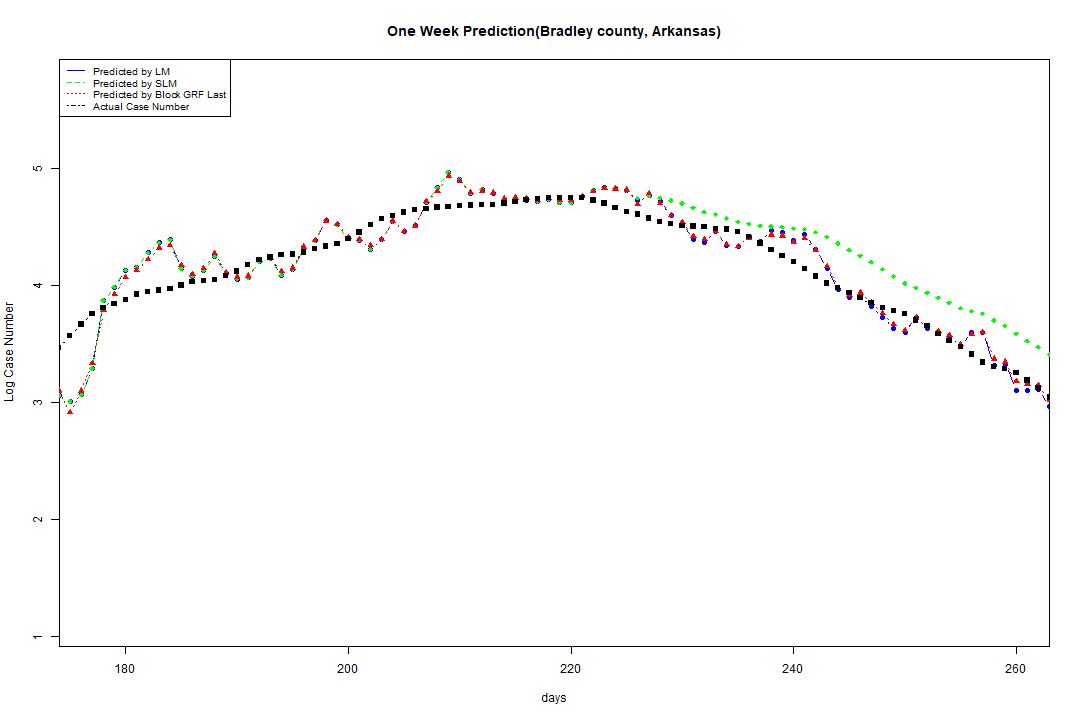 One Week Prediction(Bradley county, Arkansas)
Predicted by LM
Predicted by SLM
Predicted by Block GRF Last
Actual Case Number
Log Case Number
5
4
3
2
1
180
200
220
240
260
days